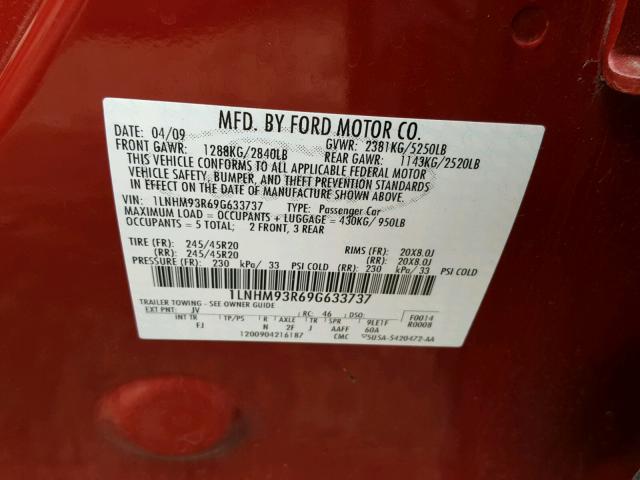 MFD. BY FORD MOTOR CO.
DATE: 04/09 GVWR: 2381KG/5250LB
FRONT GAWR: 1288KG/2840LB REAR GAWR: 1143KG/2520LB
THIS VEHICLE CONFORMS TO ALL APPLICABLE FEDERAL MOTOR
VEHICLE SAFETY, BUMPER, AND THEFT PREVENTION STANDARDS
IN EFFECT ON THE DATE OF MANUFACTURE SHOWN ABOVE.
VIN: 1LNHM93R69G633737 TYPE: Passenger Car
MAXIMUM LOAD = OCCUPANTS + LUGGAGE = 430KG/ 950LB
OCCUPANTS = 5 TOTAL; 2 FRONT, 3 REAR
TIRE (FR): 245/45R20 RIMS (FR): 20X8.0J
(RR): 245/45R20 (RR): 20X8.0J
PRESSURE (FR): 230 kPa/ 33 PSI COLD (RR): 230 kPa/ 33 PSI COLD
1LNHM93R69G633737
TRAILER TOWING - SEE OWNER GUIDE
EXT PNT: JV RC: 46 DSO: F0014
INT TR TP/PS R AXLE TR SPR 9LE1F R0008
FJ N 2F J AAFF 60A
1200904216187 CMC 5U5A-5420472-AA